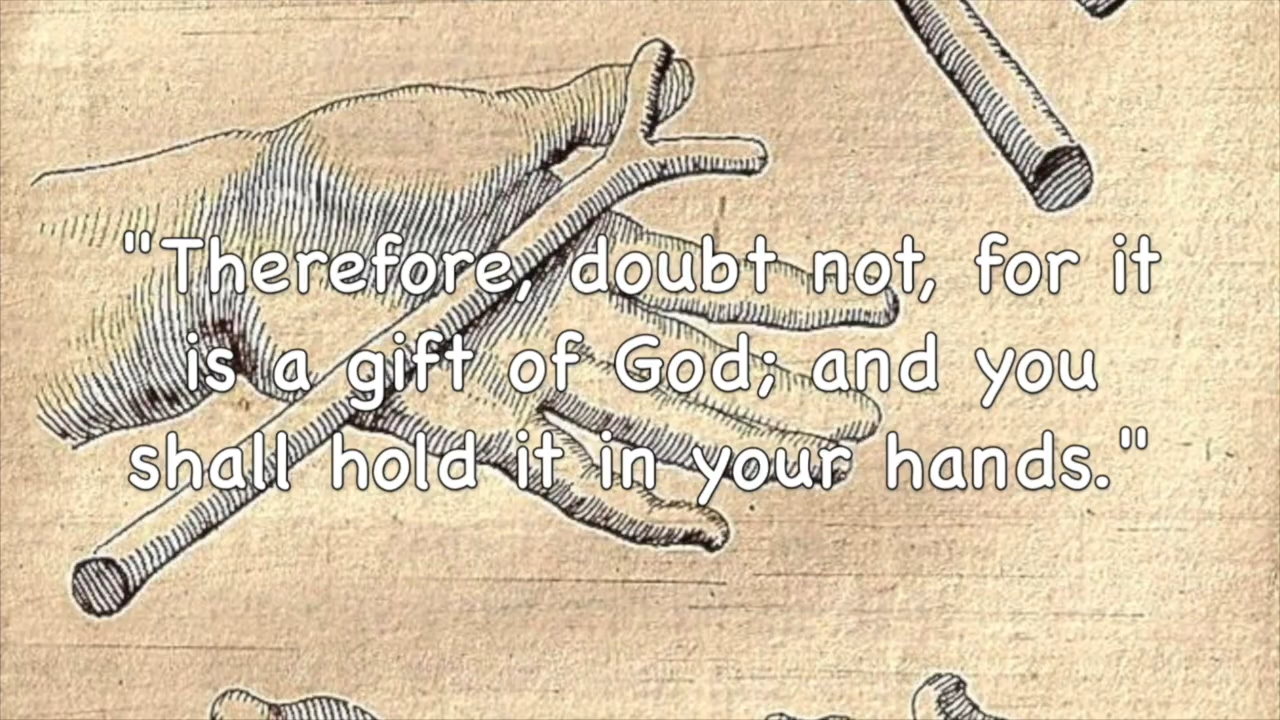 "Therefore, doubt not, for it
is a gift of God; and you
shall hold it in your hands."